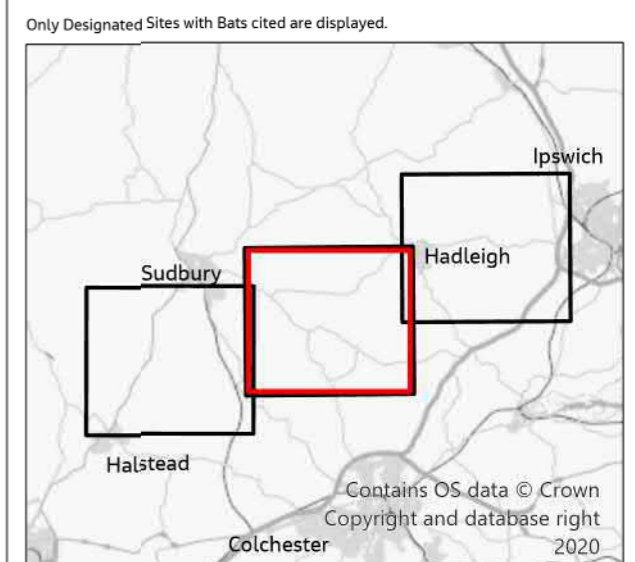 Only Designated Sites with Bats cited are displayed.
Ipswich
Hadleigh
Sudbury
Halstead
Contains OS data © Crown
Copyright and database right
2020
Colchester